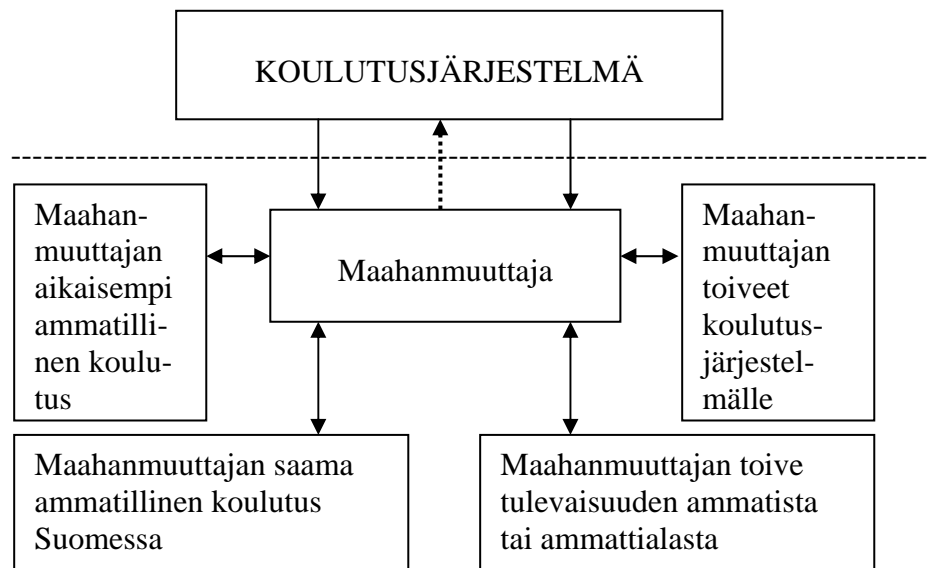 KOULUTUSJÄRJESTELMÄ
Maahan-
muuttajan
aikaisempi
ammatilli-
nen koulu-
tus
Maahanmuuttaja
Maahan-
muuttajan
toiveet
koulutus-
järjestel-
mälle
Maahanmuuttajan saama
ammatillinen koulutus
Suomessa
Maahanmuuttajan toive
tulevaisuuden ammatista
tai ammattialasta